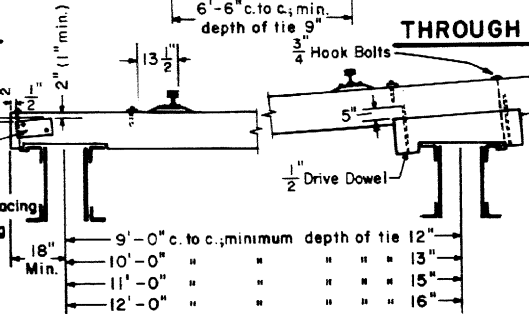 6'-6" c. to c.; min.
depth of tie 9"
THROUGH
3/4" Hook Bolts
13 1/2"
2" (1" min.)
1/2"
2
5"
1/2" Drive Dowel
acing
g
18"
Min.
9'-0" c. to c.; minimum depth of tie 12"
10'-0" " " " " " 13"
11'-0" " " " " " 15"
12'-0" " " " " " 16"